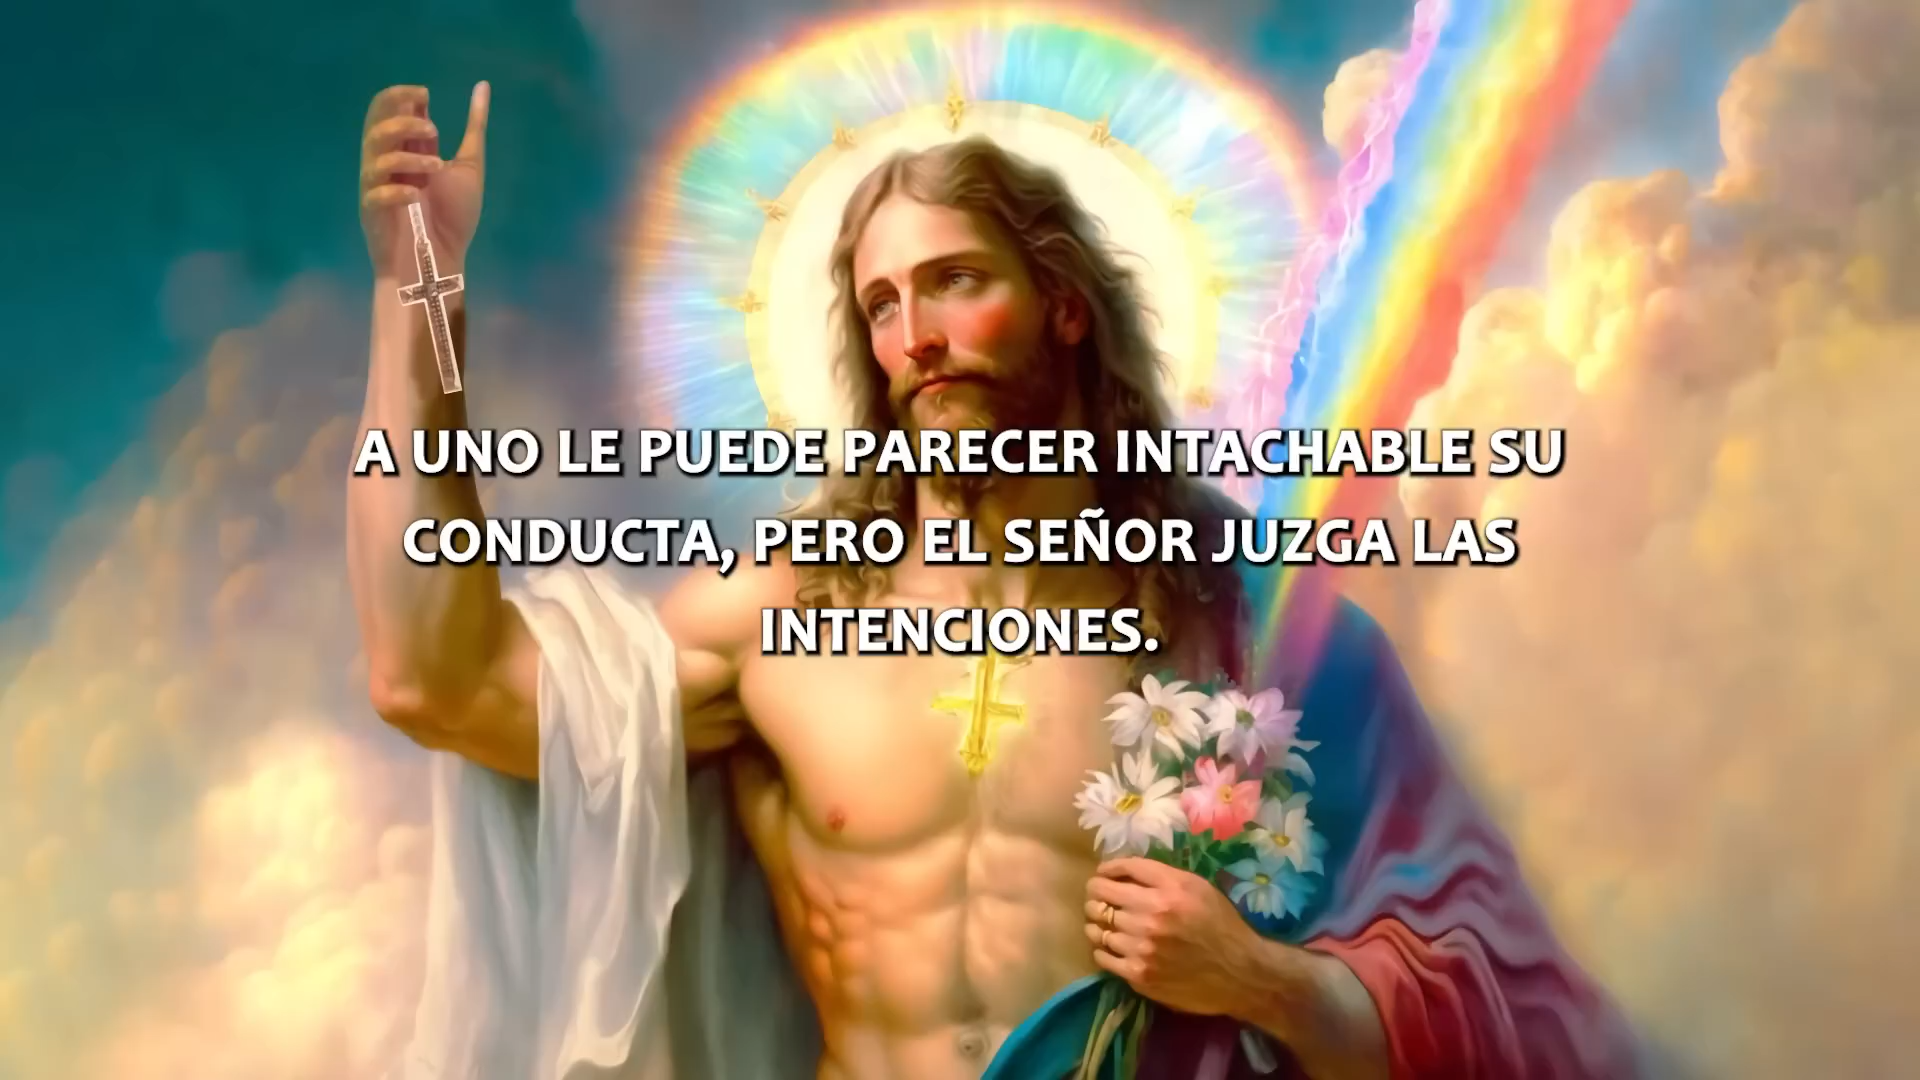 A UNO LE PUEDE PARECER INTACHABLE SU
CONDUCTA, PERO EL SEÑOR JUZGA LAS
INTENCIONES.